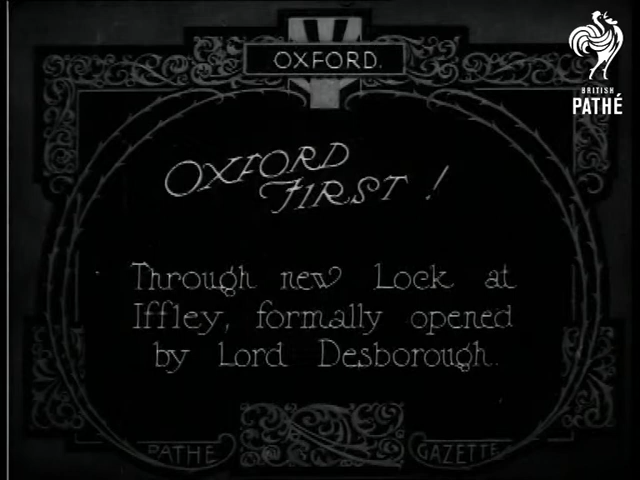 OXFORD.
BRITISH
PATHÉ
OXFORD
FIRST!
Through new Lock at
Iffley, formally opened
by Lord Desborough.
PATHE GAZETTE